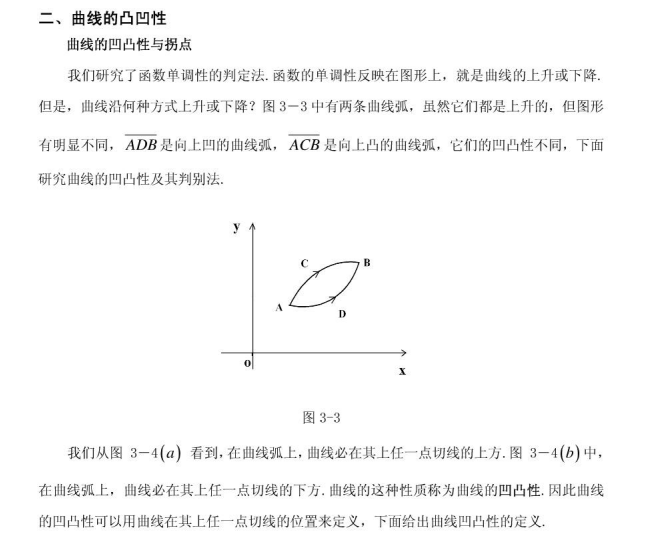 二、曲线的凸凹性
曲线的凹凸性与拐点
我们研究了函数单调性的判定法.函数的单调性反映在图形上，就是曲线的上升或下降.
但是，曲线沿何种方式上升或下降？图3－3中有两条曲线弧，虽然它们都是上升的，但图形
有明显不同，ADB是向上凹的曲线弧，ACB是向上凸的曲线弧，它们的凹凸性不同，下面
研究曲线的凹凸性及其判别法.
y
C
B
A
D
o
x
图 3-3
我们从图 3－4(a) 看到,在曲线弧上,曲线必在其上任一点切线的上方.图 3－4(b)中,
在曲线弧上，曲线必在其上任一点切线的下方.曲线的这种性质称为曲线的凹凸性.因此曲线
的凹凸性可以用曲线在其上任一点切线的位置来定义，下面给出曲线凹凸性的定义.